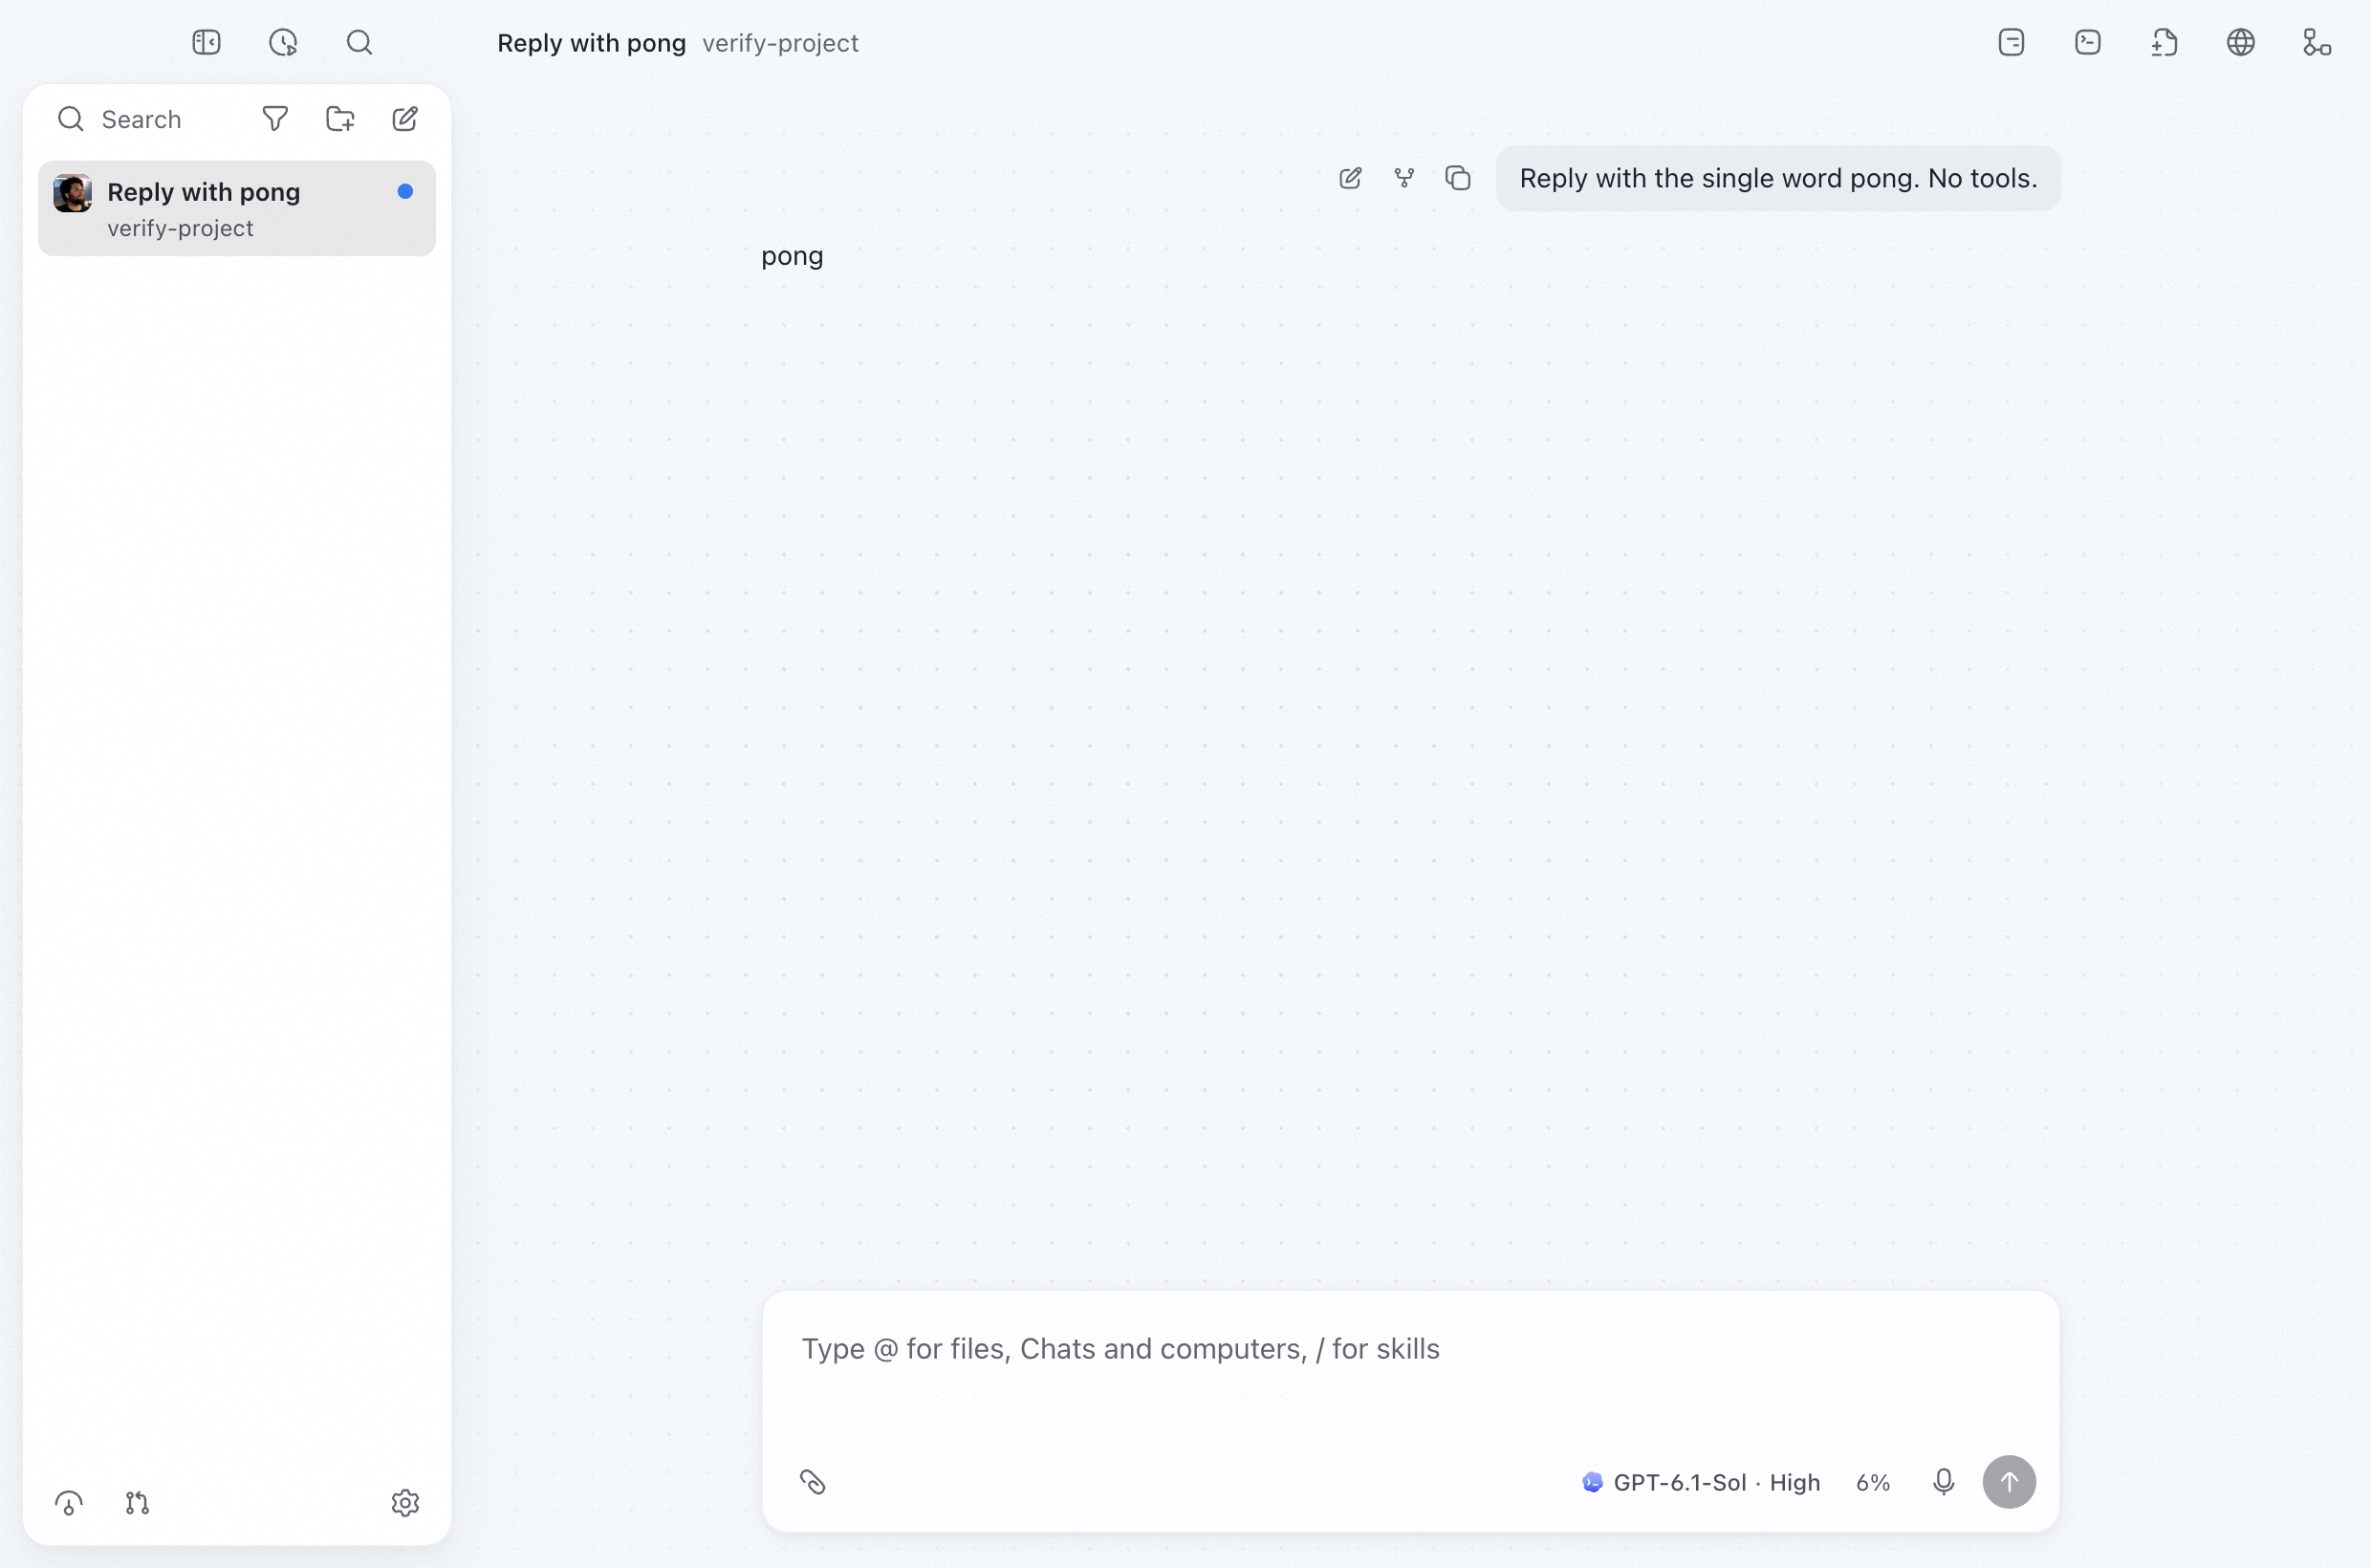 Reply with pong verify-project
Search
Reply with pong
verify-project
Reply with the single word pong. No tools.
pong
Type @ for files, Chats and computers, / for skills
GPT-6.1-Sol · High 6%